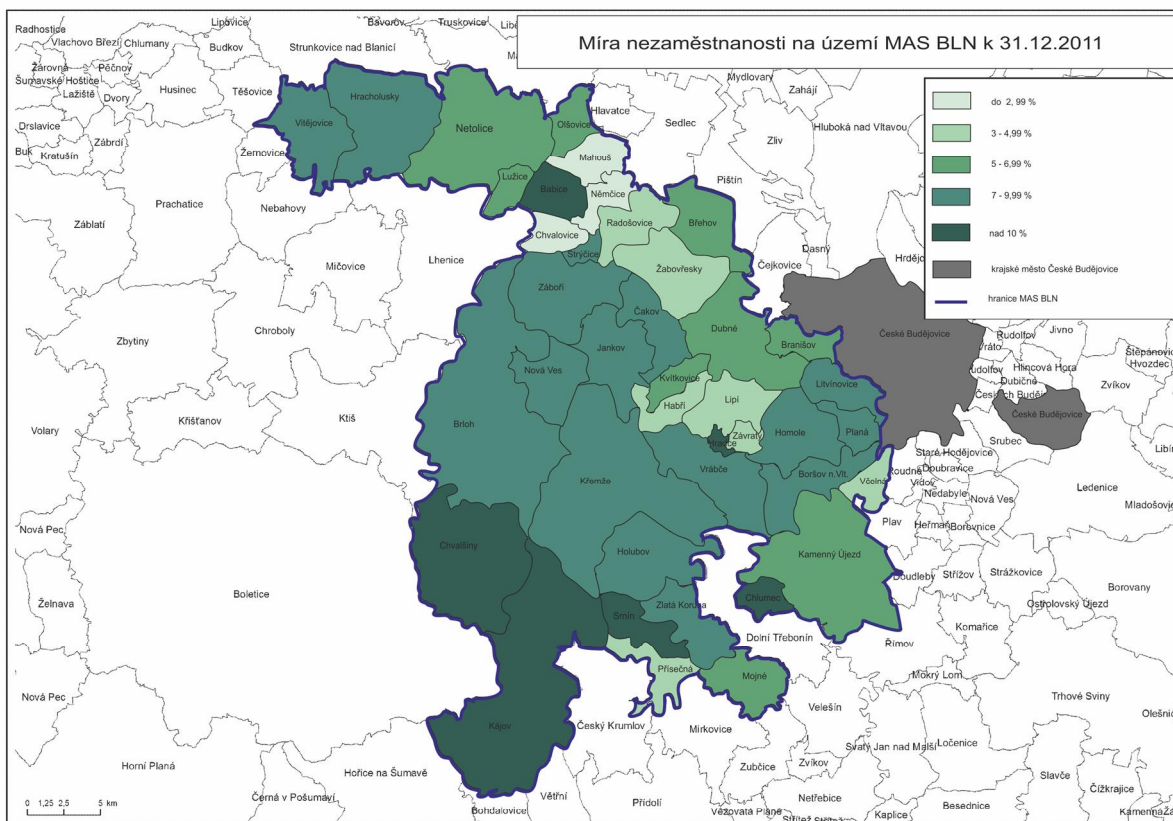 Míra nezaměstnanosti na území MAS BLN k 31.12.2011
do 2, 99 %
3 - 4,99 %
5 - 6,99 %
7 - 9,99 %
nad 10 %
krajské město České Budějovice
hranice MAS BLN
Radhostice
Lipovice
Bavorov
Truskovice
Vlachovo Březí
Chlumany
Budkov
Strunkovice nad Blanicí
Žárovná
Pěčnov
Šumavské Hoštice
Husinec
Těšovice
Lažiště
Dvory
Drslavice
Zábrdí
Buk
Kratušín
Žernovice
Vitějovice
Hracholusky
Netolice
Olšovice
Hlavatce
Sedlec
Mydlovary
Zahájí
Zliv
Hluboká nad Vltavou
Mahouš
Lužice
Babice
Němčice
Pištín
Prachatice
Nebahovy
Záblatí
Mičovice
Lhenice
Chvalovice
Radošovice
Břehov
Strýčice
Žabovřesky
Čejkovice
Dasný
Hrděj
Záboří
Čakov
Dubné
Branišov
České Budějovice
Zbytiny
Chroboly
Jankov
Nová Ves
Kvítkovice
Habří
Lipí
Litvínovice
Rudolfov
Jivno
Vráto
Hlincová Hora
Dubičné
Hvozdec
Zvíkov
České Budějovice
Volary
Křišťanov
Ktiš
Brloh
Závraty
Homole
Planá
Srubec
Ledenice
Vrábče
Boršov n.Vlt.
Včelná
Staré Hodějovice
Doubravice
Vidov
Nedabyle
Nová Ves
Křemže
Plav
Borovnice
Nová Pec
Chvalšiny
Holubov
Kamenný Újezd
Doudleby
Střížov
Strážkovice
Borovany
Želnava
Boletice
Zlatá Koruna
Chlumec
Dolní Třebonín
Římov
Komařice
Ostrolovský Újezd
Přísečná
Mojné
Mokrý Lom
Nová Pec
Kájov
Český Krumlov
Mirkovice
Velešín
Trhové Sviny
Svatý Jan nad Malší
Ločenice
Horní Planá
Hořice na Šumavě
Zubčice
Zvíkov
Slavče
Čížkrajice
Černá v Pošumaví
Bohdalovice
Větřní
Přídolí
Netřebice
Besednice
Kaplice
0 1,25 2,5 5 km